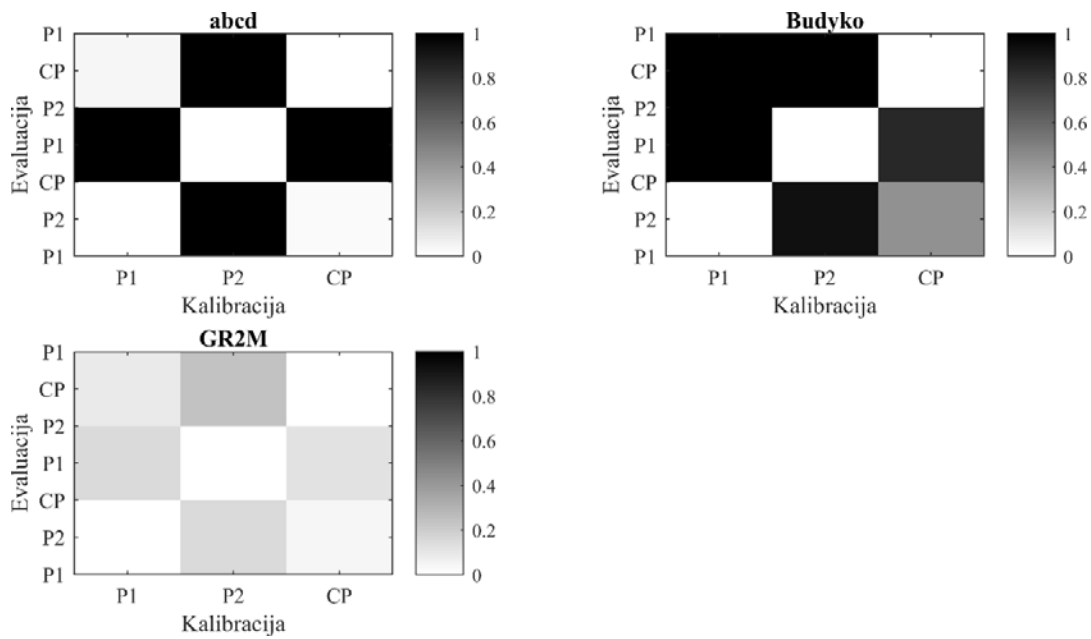 abcd
P1
CP
P2
P1
CP
P2
P1
Evaluacija
P1 P2 CP
Kalibracija
1
0.8
0.6
0.4
0.2
0
Budyko
P1
CP
P2
P1
CP
P2
P1
Evaluacija
P1 P2 CP
Kalibracija
1
0.8
0.6
0.4
0.2
0
GR2M
P1
CP
P2
P1
CP
P2
P1
Evaluacija
P1 P2 CP
Kalibracija
1
0.8
0.6
0.4
0.2
0